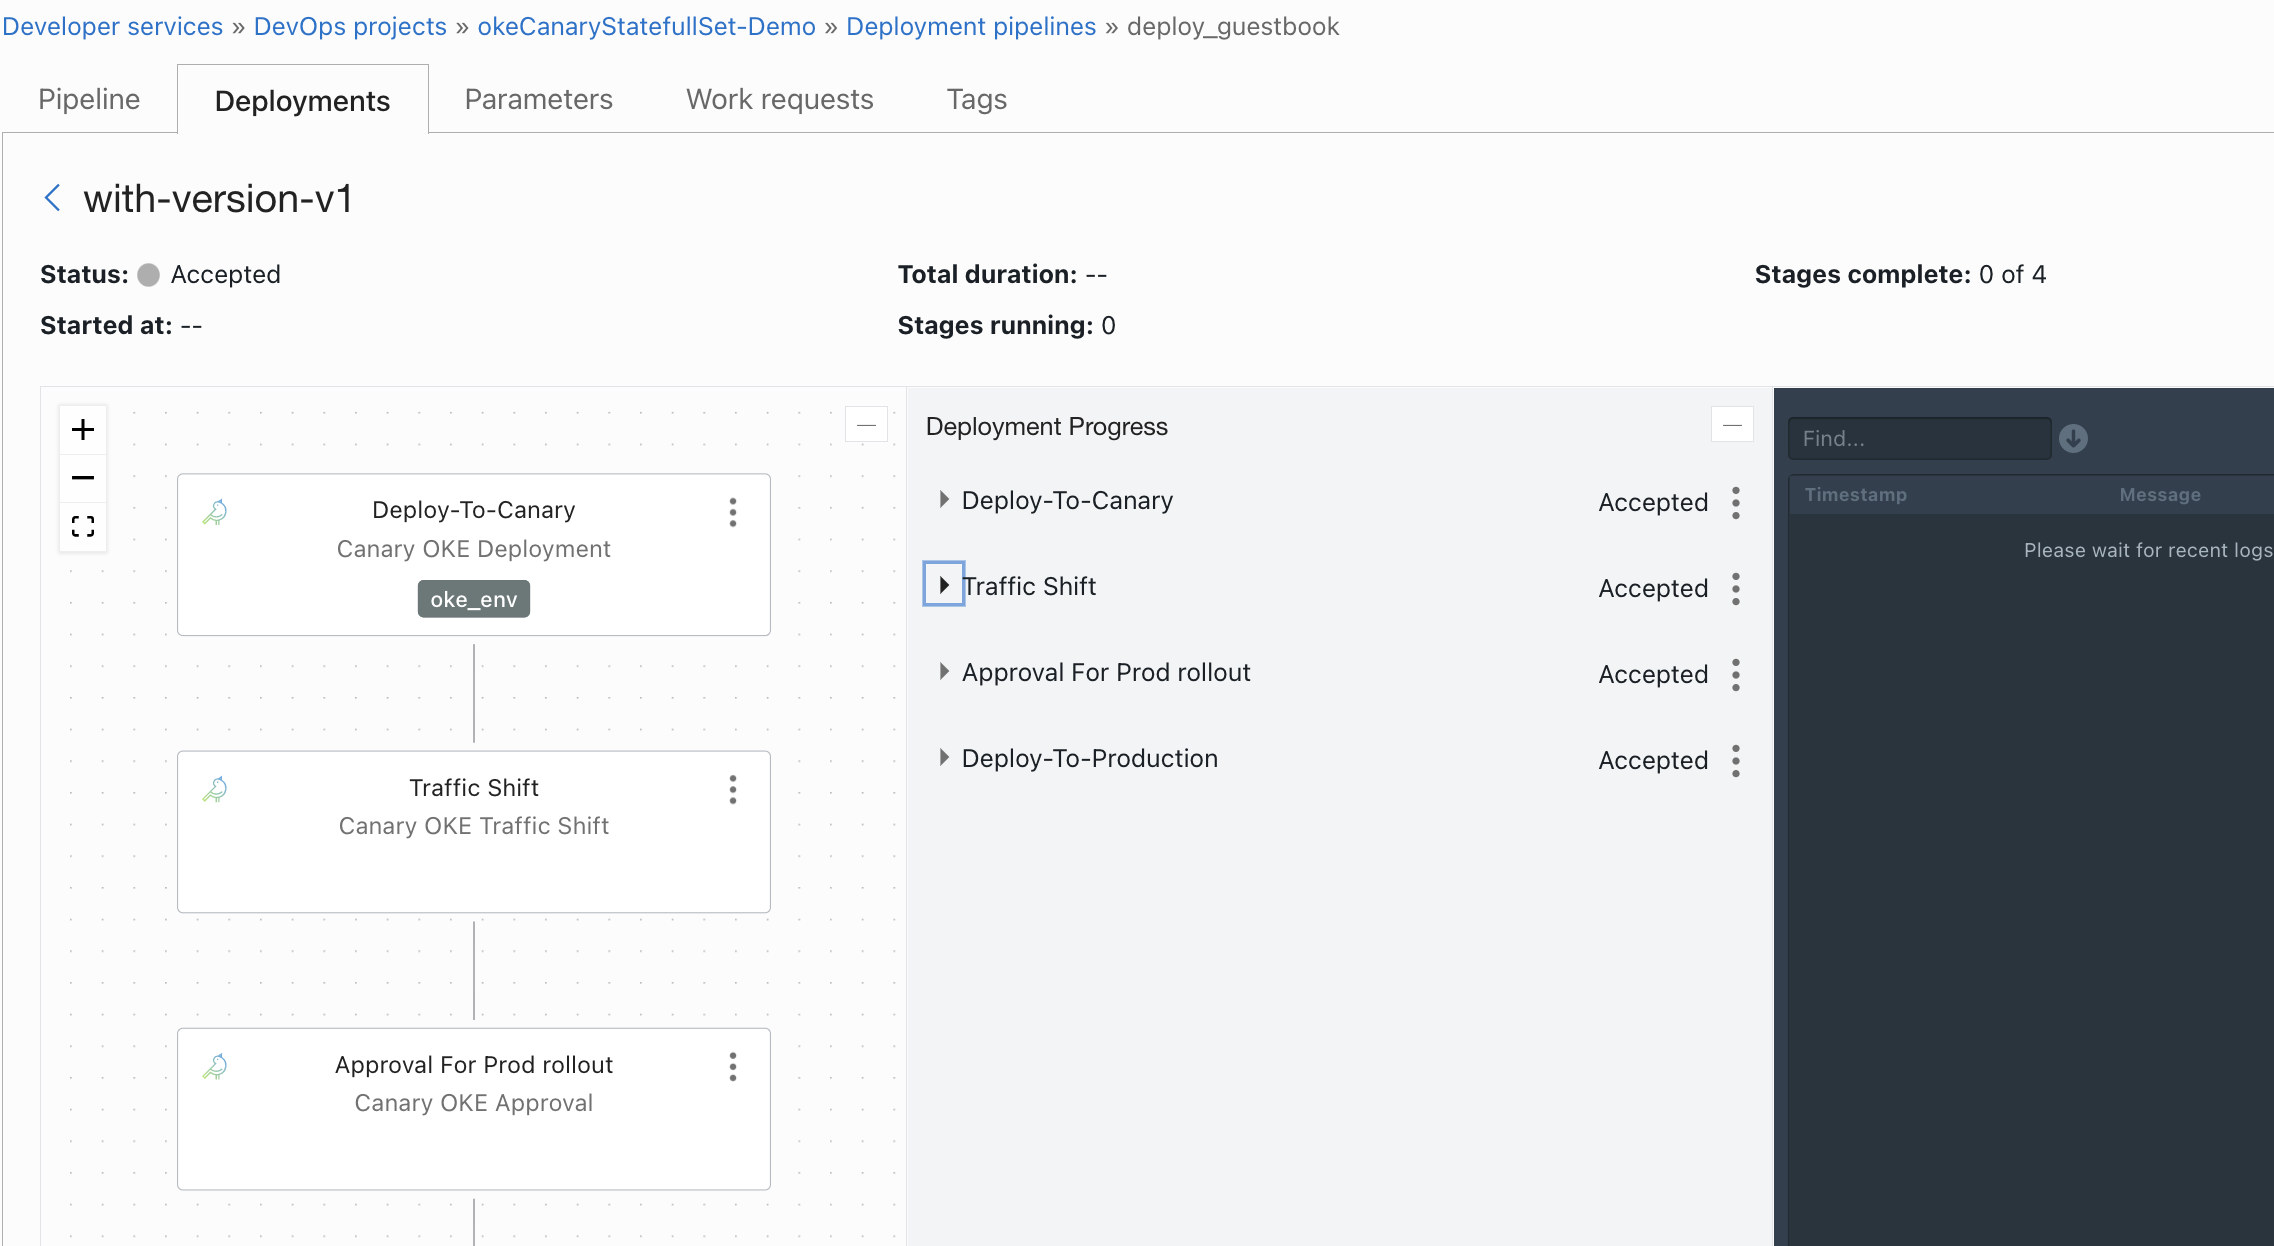 Developer services » DevOps projects » okeCanaryStatefullSet-Demo » Deployment pipelines » deploy_guestbook
Pipeline Deployments Parameters Work requests Tags
with-version-v1
Status: Accepted Total duration: -- Stages complete: 0 of 4
Started at: -- Stages running: 0
Deploy-To-Canary
Canary OKE Deployment
oke_env
Traffic Shift
Canary OKE Traffic Shift
Approval For Prod rollout
Canary OKE Approval
Deployment Progress
Deploy-To-Canary Accepted
Traffic Shift Accepted
Approval For Prod rollout Accepted
Deploy-To-Production Accepted
Find...
Timestamp Message
Please wait for recent logs